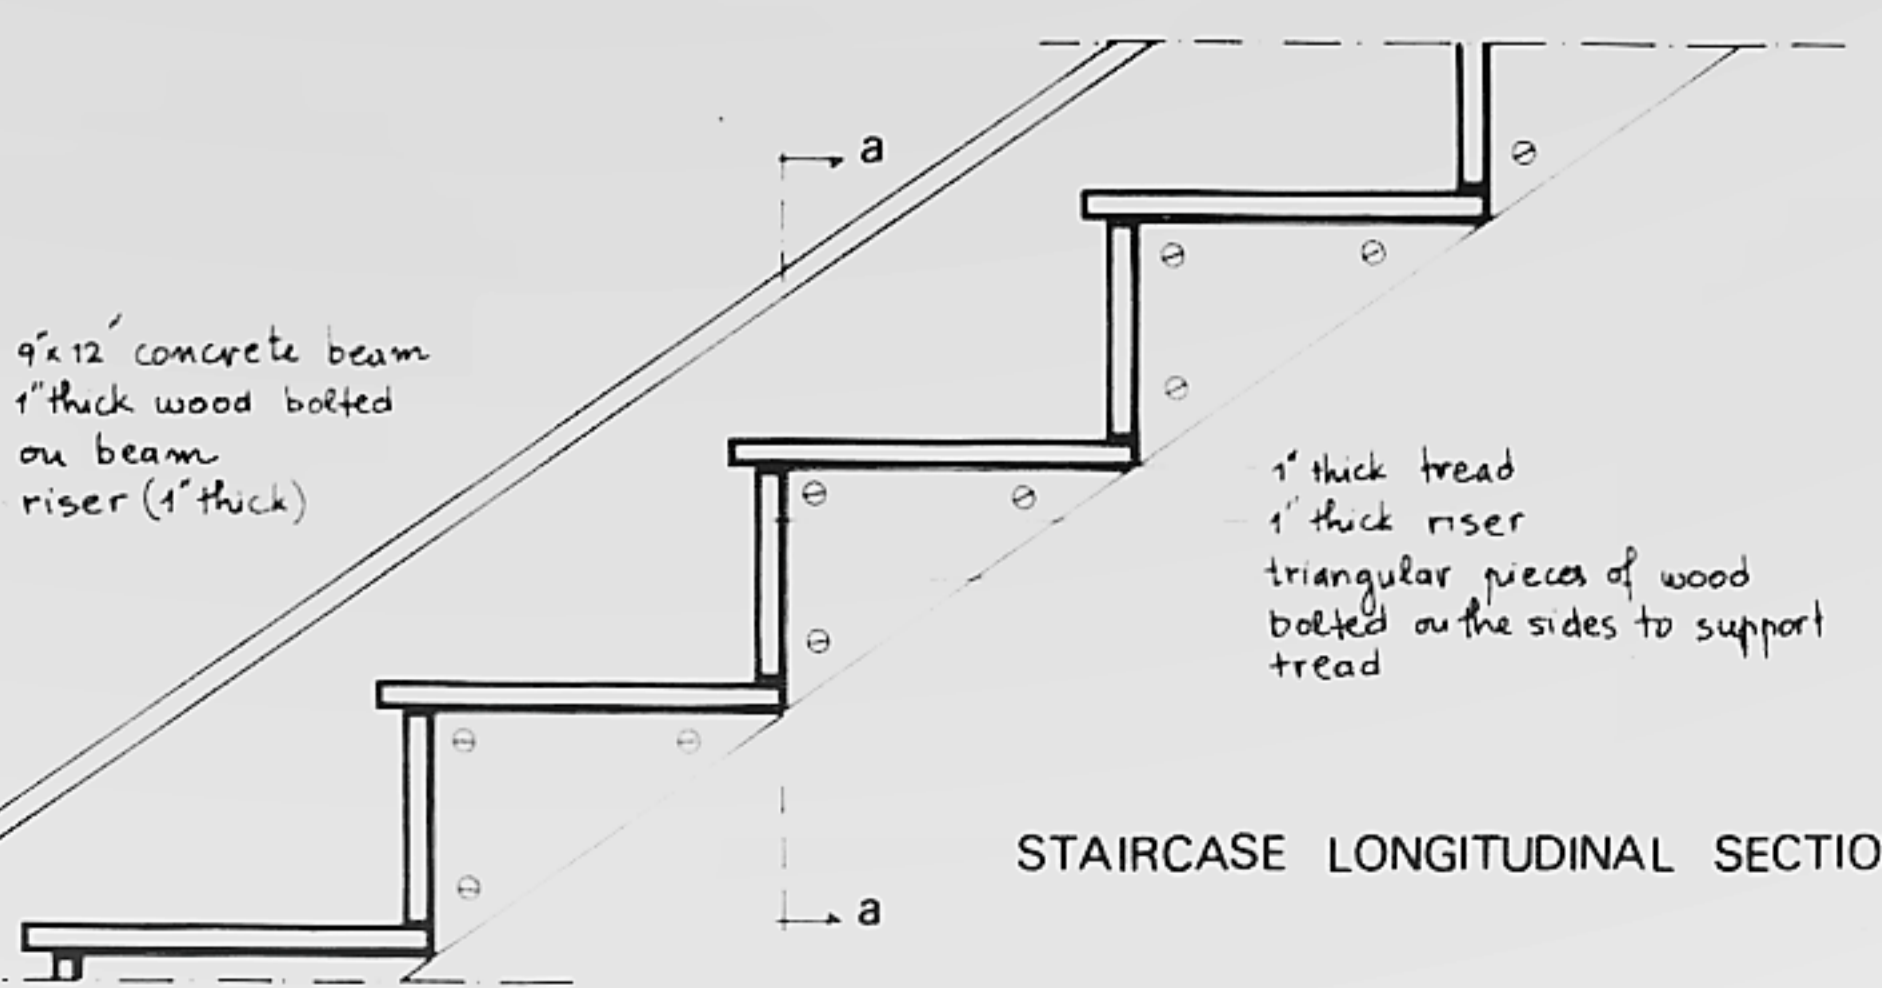 a
9"x12" concrete beam
1" thick wood bolted
on beam
riser (1" thick)
1" thick tread
1" thick riser
triangular pieces of wood
bolted on the sides to support
tread
STAIRCASE LONGITUDINAL SECTIO
a